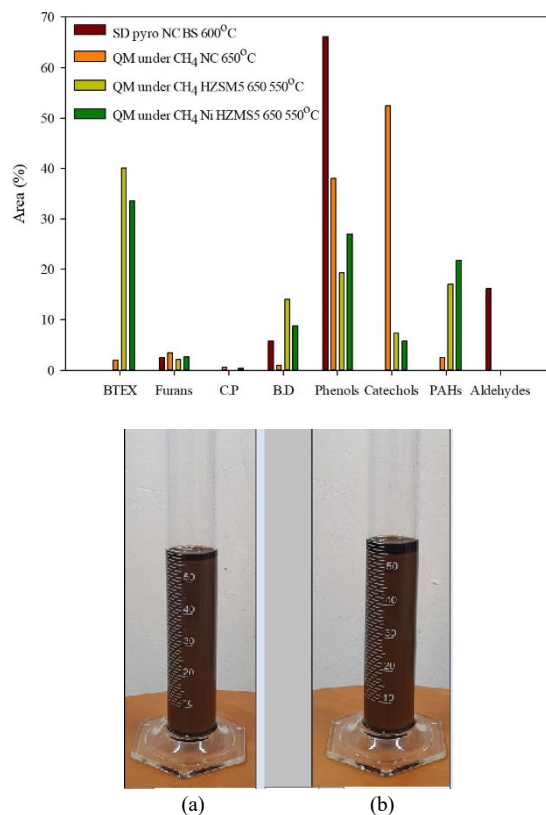 70
60
50
40
30
20
10
0
Area (%)
SD pyro NC BS 600°C
QM under CH4 NC 650°C
QM under CH4 HZSM5 650 550°C
QM under CH4 Ni HZMS5 650 550°C
BTEX Furans C.P B.D Phenols Catechols PAHs Aldehydes
50
40
30
20
10
50
40
30
20
10
(a) (b)